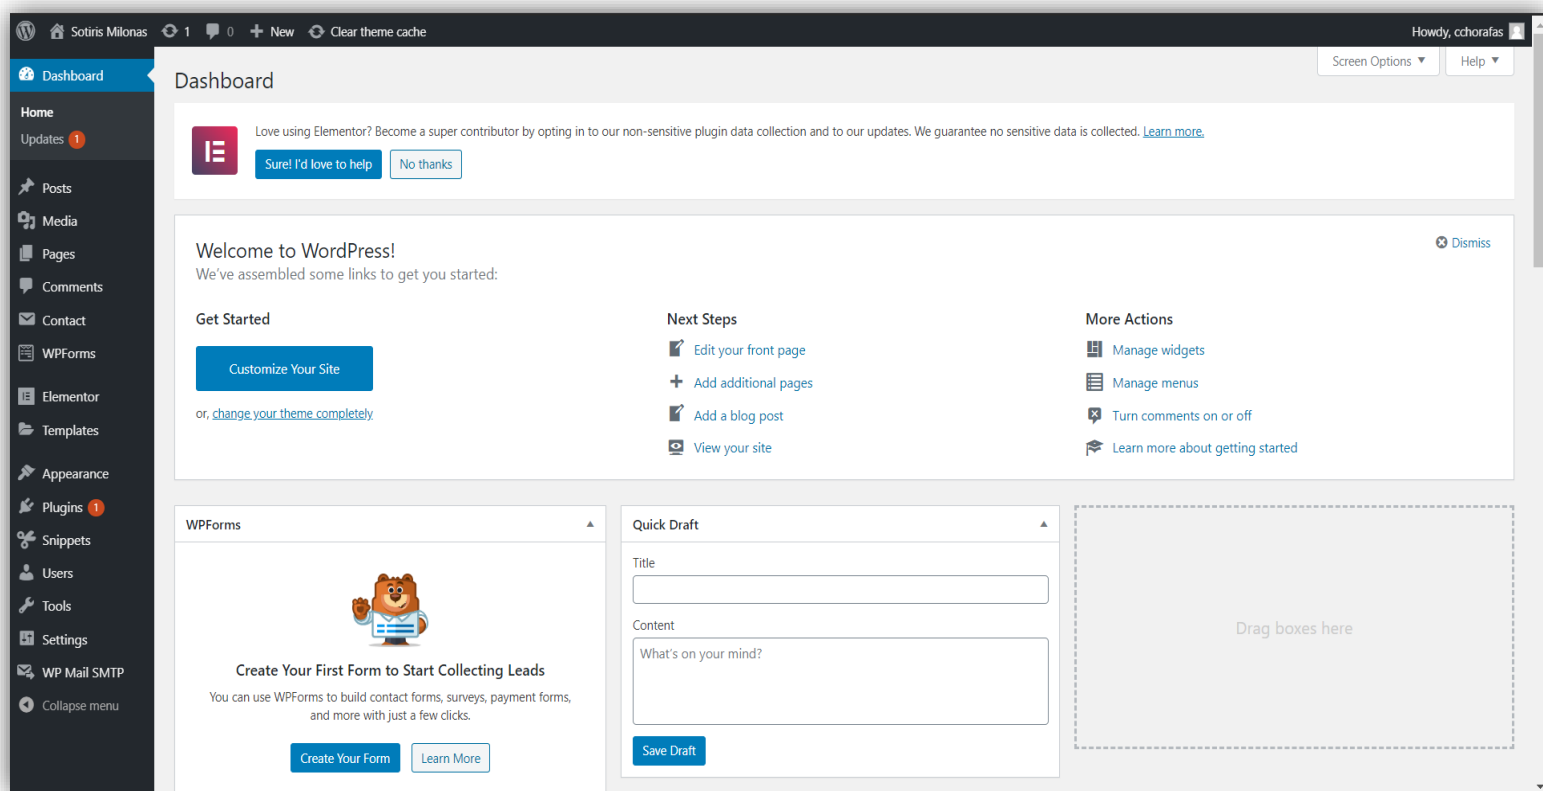 Sotiris Milonas 1 0 New Clear theme cache Howdy, cchorafas
Screen Options Help
Dashboard
Home
Updates 1
Posts
Media
Pages
Comments
Contact
WPForms
Elementor
Templates
Appearance
Plugins 1
Snippets
Users
Tools
Settings
WP Mail SMTP
Collapse menu
Dashboard
Love using Elementor? Become a super contributor by opting in to our non-sensitive plugin data collection and to our updates. We guarantee no sensitive data is collected. Learn more.
Sure! I'd love to help No thanks
Welcome to WordPress!
Dismiss
We've assembled some links to get you started:
Get Started
Customize Your Site
or, change your theme completely
Next Steps
Edit your front page
Add additional pages
Add a blog post
View your site
More Actions
Manage widgets
Manage menus
Turn comments on or off
Learn more about getting started
WPForms
Create Your First Form to Start Collecting Leads
You can use WPForms to build contact forms, surveys, payment forms,
and more with just a few clicks.
Create Your Form Learn More
Quick Draft
Title
Content
What's on your mind?
Save Draft
Drag boxes here